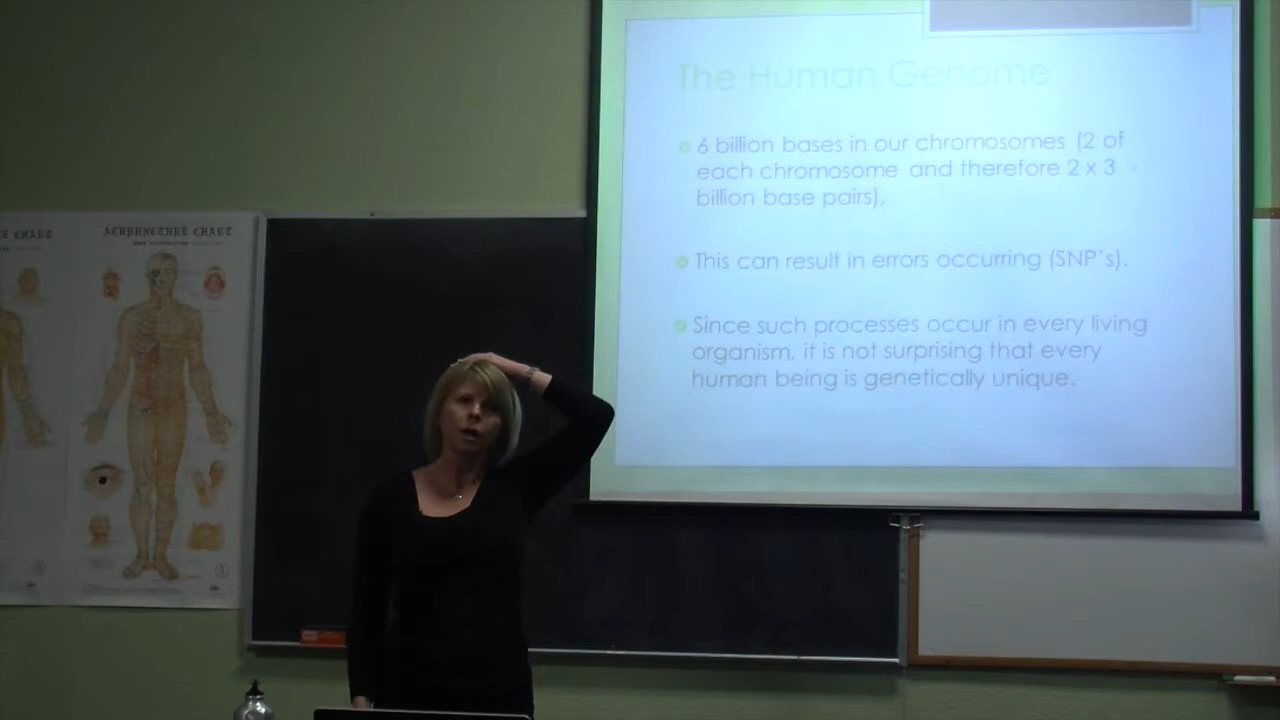 The Human Genome
6 billion bases in our chromosomes (2 of
each chromosome and therefore 2 x 3
billion base pairs).
This can result in errors occurring (SNP's).
Since such processes occur in every living
organism, it is not surprising that every
human being is genetically unique.
CHART
ACUPUNCTURE CHART